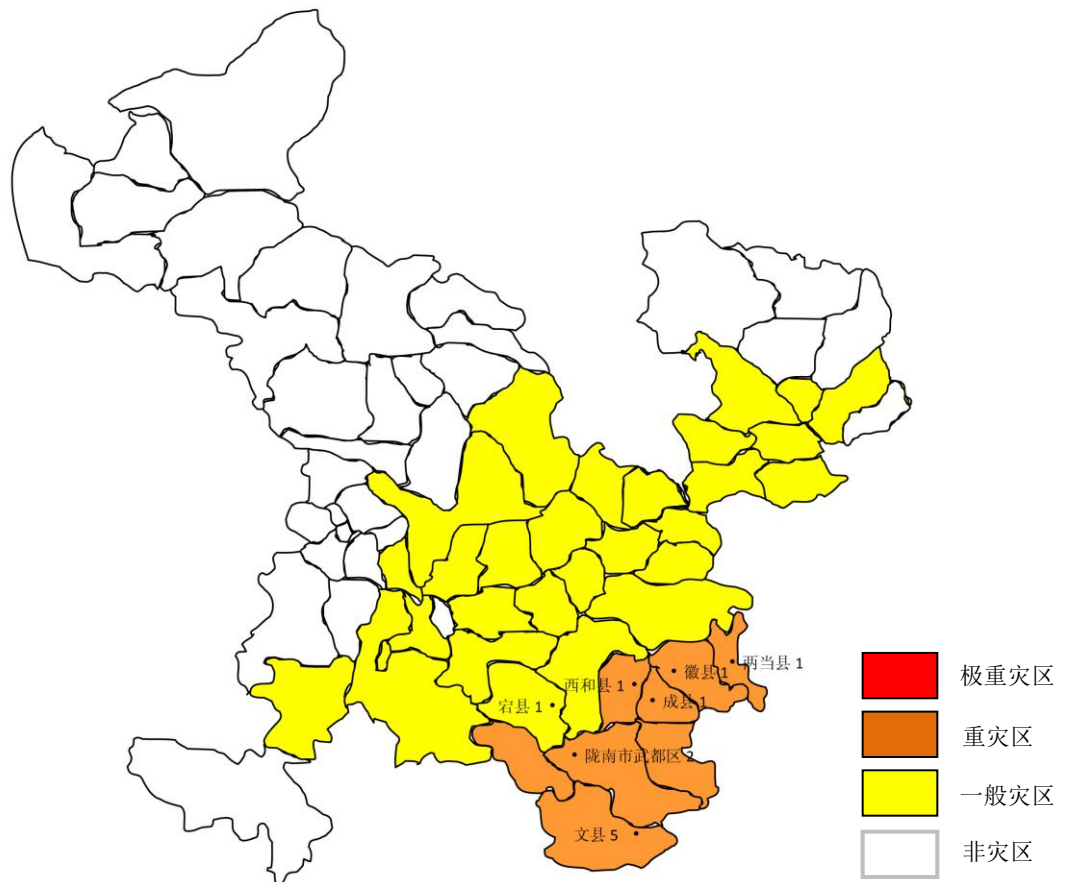 两当县 1
徽县 1
西和县 1
成县 1
宕县 1
陇南市武都区 2
文县 5
极重灾区
重灾区
一般灾区
非灾区